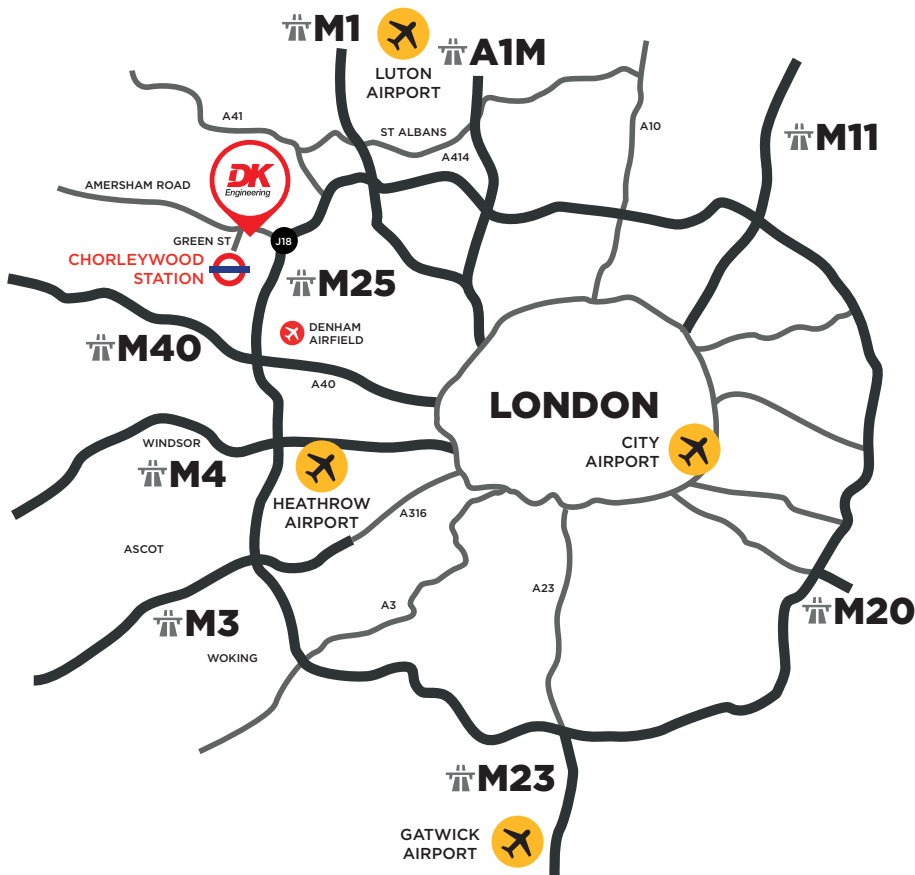 M1
LUTON
AIRPORT
A1M
A41
ST ALBANS
A414
A10
M11
DK
Engineering
AMERSHAM ROAD
GREEN ST
J18
CHORLEYWOOD
STATION
M25
DENHAM
AIRFIELD
M40
A40
LONDON
CITY
AIRPORT
WINDSOR
M4
HEATHROW
AIRPORT
A316
ASCOT
A3
A23
M20
M3
WOKING
M23
GATWICK
AIRPORT